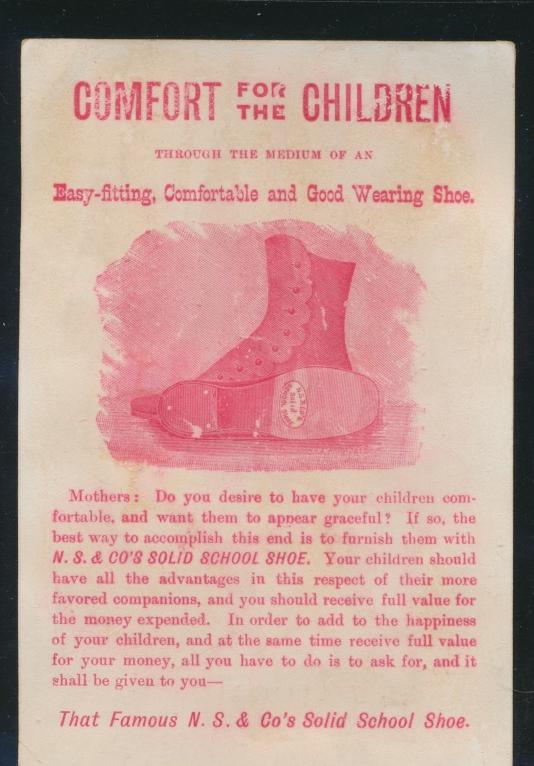 COMFORT FOR THE CHILDREN
THROUGH THE MEDIUM OF AN
Easy-fitting, Comfortable and Good Wearing Shoe.
Mothers: Do you desire to have your children com-
fortable, and want them to appear graceful? If so, the
best way to accomplish this end is to furnish them with
N. S. & CO'S SOLID SCHOOL SHOE. Your children should
have all the advantages in this respect of their more
favored companions, and you should receive full value for
the money expended. In order to add to the happiness
of your children, and at the same time receive full value
for your money, all you have to do is to ask for, and it
shall be given to you—
That Famous N. S. & Co's Solid School Shoe.